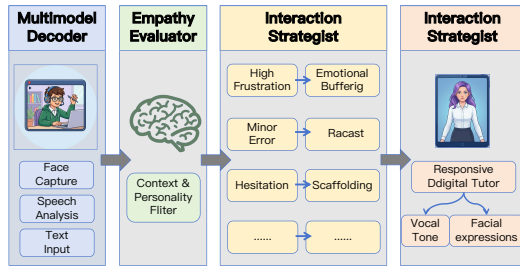 Multimodel
Decoder
Face
Capture
Speech
Analysis
Text
Input
Empathy
Evaluator
Context &
Personality
Fliter
Interaction
Strategist
High
Frustration
Emotional
Bufferig
Minor
Error
Racast
Hesitation
Scaffolding
......
......
Interaction
Strategist
Responsive
Ddigital Tutor
Vocal
Tone
Facial
expressions